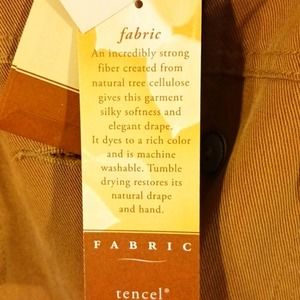 fabric
An incredibly strong
fiber created from
natural tree cellulose
gives this garment
silky softness and
elegant drape.
It dyes to a rich color
and is machine
washable. Tumble
drying restores its
natural drape
and hand.
FABRIC
tencel®